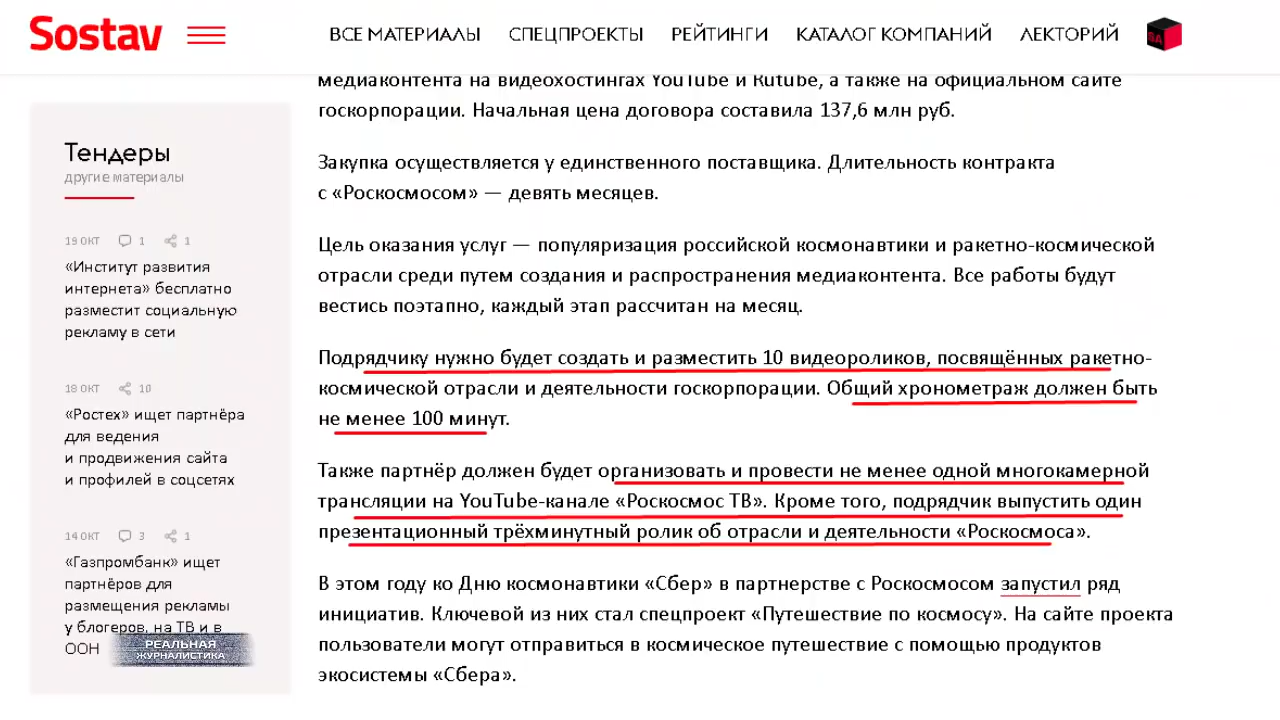 Sostav
ВСЕ МАТЕРИАЛЫ СПЕЦПРОЕКТЫ РЕЙТИНГИ КАТАЛОГ КОМПАНИЙ ЛЕКТОРИЙ
медиаконтента на видеохостингах YouTube и Rutube, а также на официальном сайте
госкорпорации. Начальная цена договора составила 137,6 млн руб.
Закупка осуществляется у единственного поставщика. Длительность контракта
с «Роскосмосом» — девять месяцев.
Цель оказания услуг — популяризация российской космонавтики и ракетно-космической
отрасли среди путем создания и распространения медиаконтента. Все работы будут
вестись поэтапно, каждый этап рассчитан на месяц.
Подрядчику нужно будет создать и разместить 10 видеороликов, посвящённых ракетно-
космической отрасли и деятельности госкорпорации. Общий хронометраж должен быть
не менее 100 минут.
Также партнёр должен будет организовать и провести не менее одной многокамерной
трансляции на YouTube-канале «Роскосмос ТВ». Кроме того, подрядчик выпустить один
презентационный трёхминутный ролик об отрасли и деятельности «Роскосмоса».
В этом году ко Дню космонавтики «Сбер» в партнерстве с Роскосмосом запустил ряд
инициатив. Ключевой из них стал спецпроект «Путешествие по космосу». На сайте проекта
пользователи могут отправиться в космическое путешествие с помощью продуктов
экосистемы «Сбера».
Тендеры
другие материалы
19 ОКТ 1 1
«Институт развития
интернета» бесплатно
разместит социальную
рекламу в сети
18 ОКТ 10
«Ростех» ищет партнёра
для ведения
и продвижения сайта
и профилей в соцсетях
14 ОКТ 3 1
«Газпромбанк» ищет
партнёров для
размещения рекламы
у блогеров, на ТВ и в
ООН
РЕАЛЬНАЯ
ЖУРНАЛИСТИКА